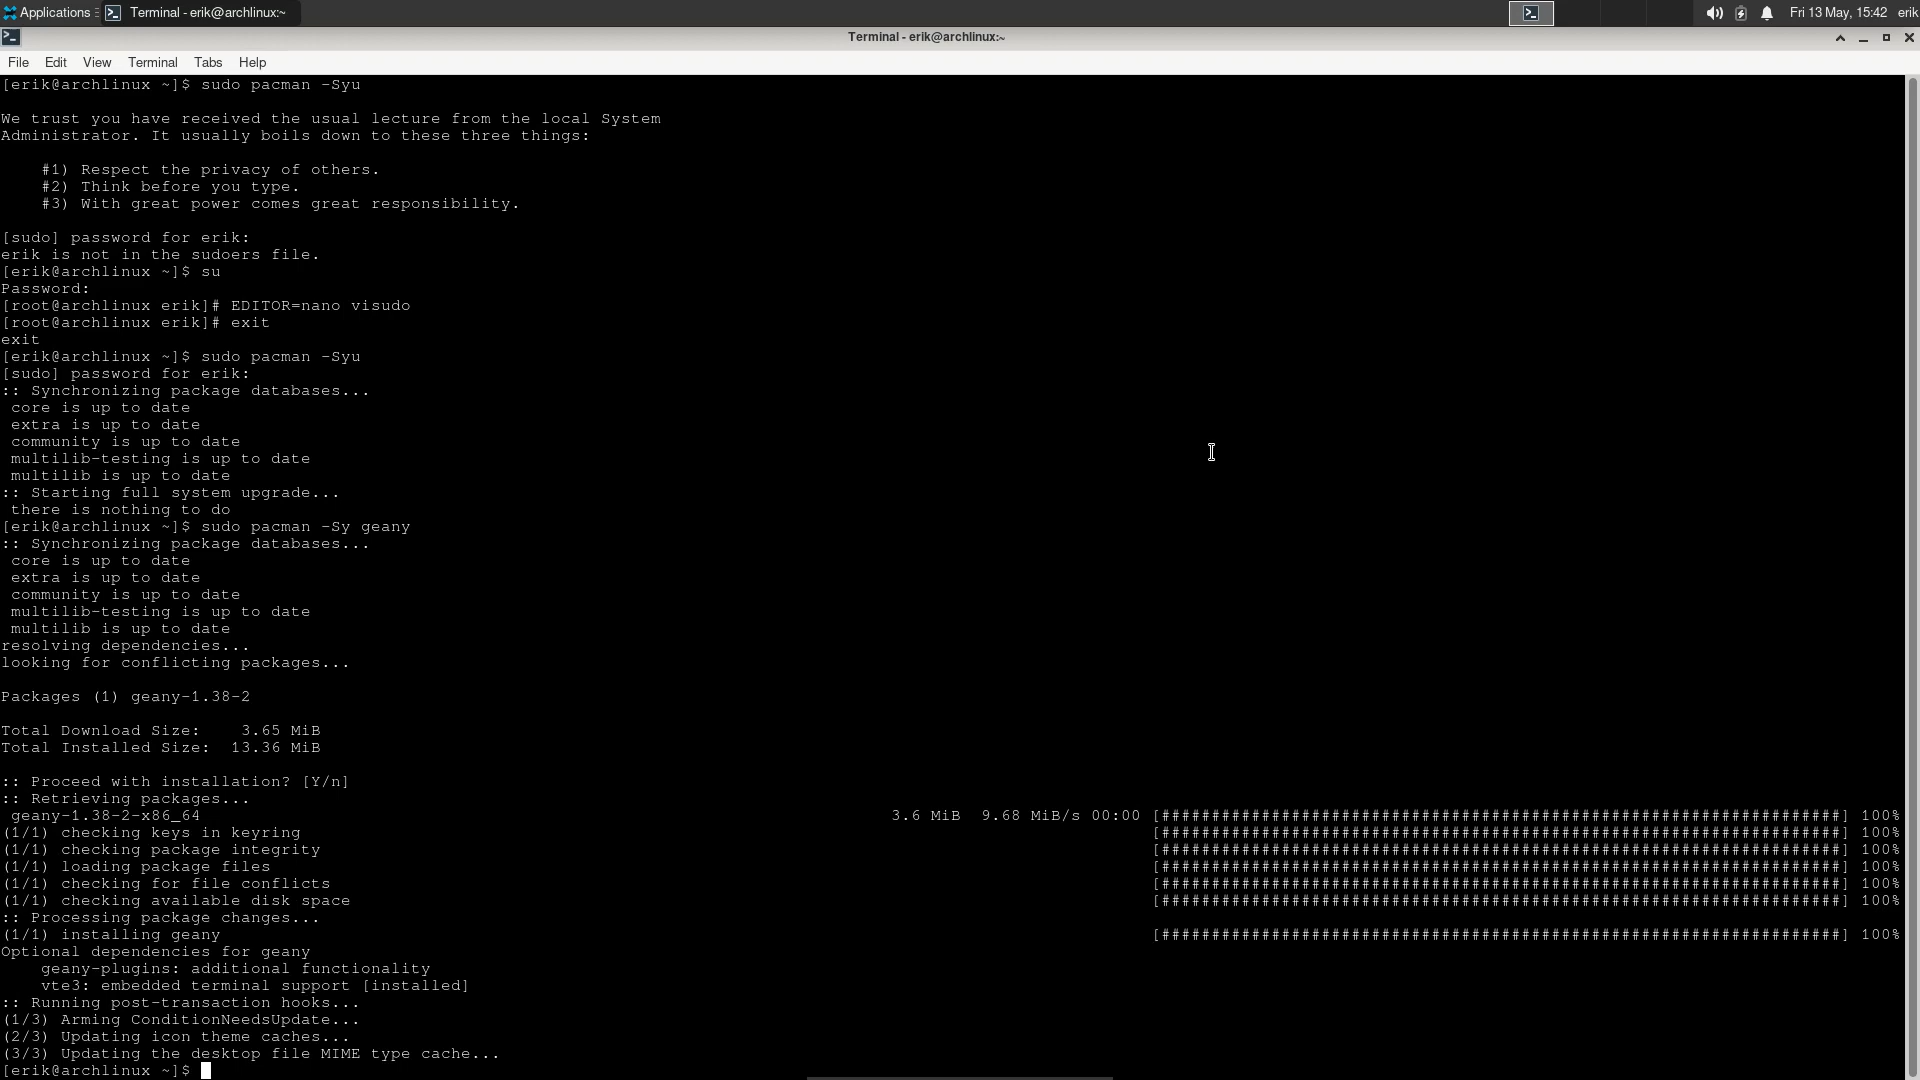 Applications
Terminal - erik@archlinux:~
Fri 13 May, 15:42 erik
Terminal - erik@archlinux:~
File Edit View Terminal Tabs Help
[erik@archlinux ~]$ sudo pacman -Syu
We trust you have received the usual lecture from the local System
Administrator. It usually boils down to these three things:
#1) Respect the privacy of others.
#2) Think before you type.
#3) With great power comes great responsibility.
[sudo] password for erik:
erik is not in the sudoers file.
[erik@archlinux ~]$ su
Password:
[root@archlinux erik]# EDITOR=nano visudo
[root@archlinux erik]# exit
exit
[erik@archlinux ~]$ sudo pacman -Syu
[sudo] password for erik:
:: Synchronizing package databases...
core is up to date
extra is up to date
community is up to date
multilib-testing is up to date
multilib is up to date
:: Starting full system upgrade...
there is nothing to do
[erik@archlinux ~]$ sudo pacman -Sy geany
:: Synchronizing package databases...
core is up to date
extra is up to date
community is up to date
multilib-testing is up to date
multilib is up to date
resolving dependencies...
looking for conflicting packages...
Packages (1) geany-1.38-2
Total Download Size: 3.65 MiB
Total Installed Size: 13.36 MiB
:: Proceed with installation? [Y/n]
:: Retrieving packages...
geany-1.38-2-x86_64 3.6 MiB 9.68 MiB/s 00:00 [####################################################################] 100%
(1/1) checking keys in keyring [####################################################################] 100%
(1/1) checking package integrity [####################################################################] 100%
(1/1) loading package files [####################################################################] 100%
(1/1) checking for file conflicts [####################################################################] 100%
(1/1) checking available disk space [####################################################################] 100%
:: Processing package changes...
(1/1) installing geany [####################################################################] 100%
Optional dependencies for geany
geany-plugins: additional functionality
vte3: embedded terminal support [installed]
:: Running post-transaction hooks...
(1/3) Arming ConditionNeedsUpdate...
(2/3) Updating icon theme caches...
(3/3) Updating the desktop file MIME type cache...
[erik@archlinux ~]$